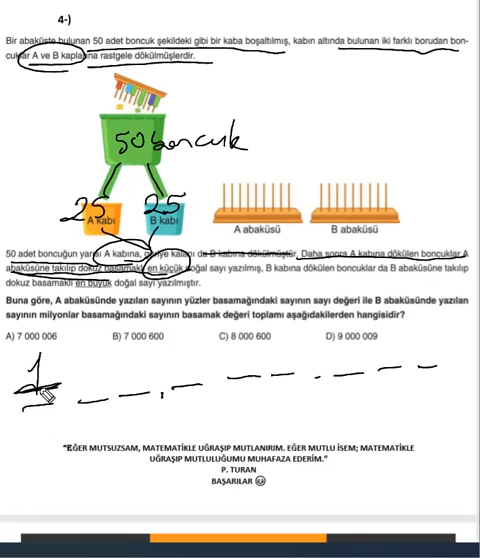 4-)
Bir abaküste bulunan 50 adet boncuk şekildeki gibi bir kaba boşaltılmış, kabın altında bulunan iki farklı borudan bon-
cuklar A ve B kaplarına rastgele dökülmüşlerdir.
50 boncuk
25
25
A kabı
B kabı
A abaküsü
B abaküsü
50 adet boncuğun yarısı A kabına, geriye kalanı da B kabına dökülmüştür. Daha sonra A kabına dökülen boncuklar A
abaküsüne takılıp dokuz basamaklı en küçük doğal sayı yazılmış, B kabına dökülen boncuklar da B abaküsüne takılıp
dokuz basamaklı en büyük doğal sayı yazılmıştır.
Buna göre, A abaküsünde yazılan sayının yüzler basamağındaki sayının sayı değeri ile B abaküsünde yazılan
sayının milyonlar basamağındaki sayının basamak değeri toplamı aşağıdakilerden hangisidir?
A) 7 000 006
B) 7 000 600
C) 8 000 600
D) 9 000 009
1
"EĞER MUTSUZSAM, MATEMATİKLE UĞRAŞIP MUTLANIRIM. EĞER MUTLU İSEM; MATEMATİKLE
UĞRAŞIP MUTLULUĞUMU MUHAFAZA EDERİM."
P. TURAN
BAŞARILAR